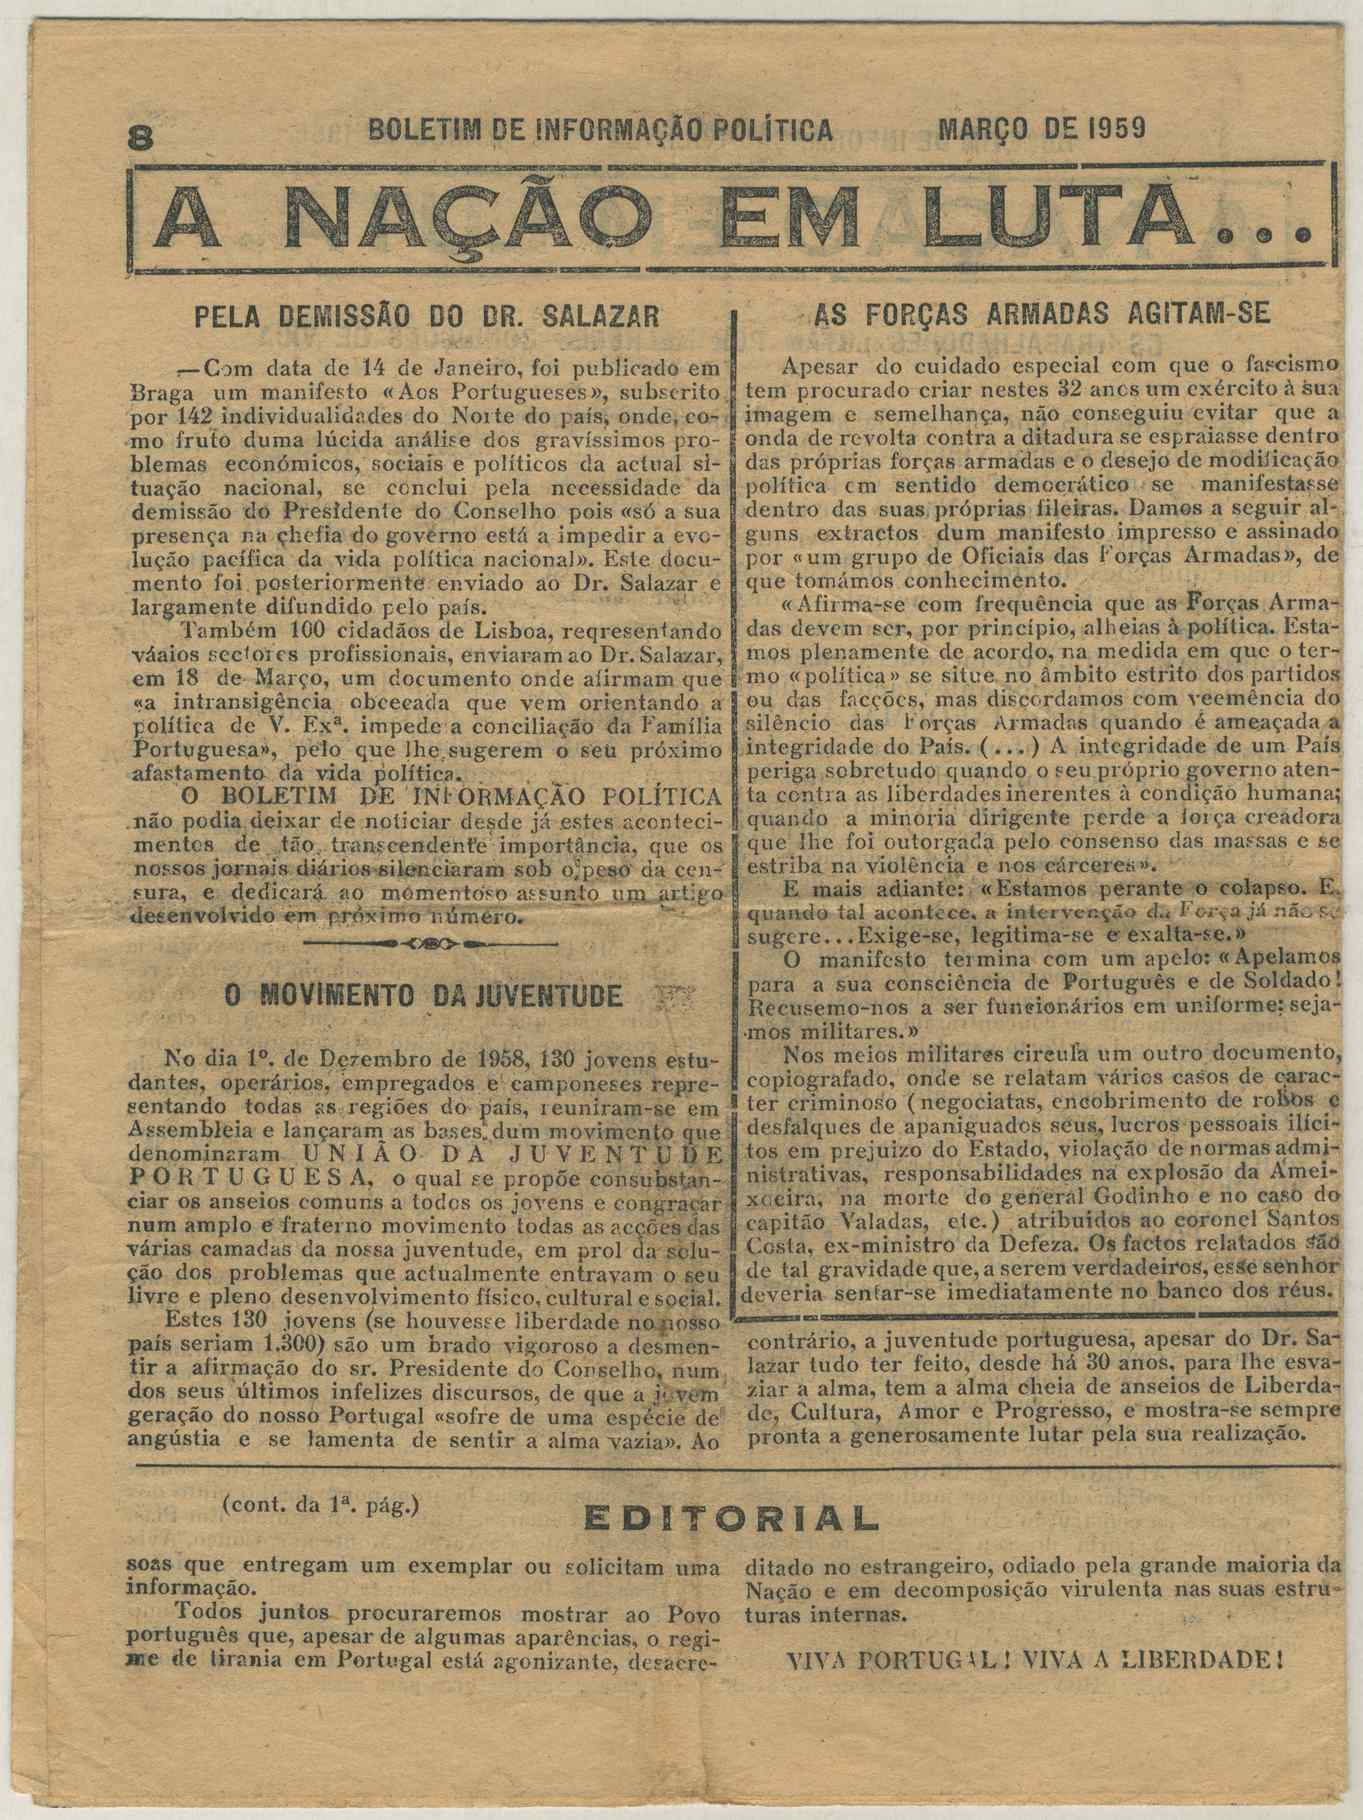 8
BOLETIM DE INFORMAÇÃO POLÍTICA MARÇO DE 1959
A NAÇÃO EM LUTA...
PELA DEMISSÃO DO DR. SALAZAR
—Com data de 14 de Janeiro, foi publicado em
Braga um manifesto «Aos Portugueses», subscrito
por 142 individualidades do Norte do país, onde, co-
mo fruto duma lúcida análise dos gravíssimos pro-
blemas económicos, sociais e políticos da actual si-
tuação nacional, se conclui pela necessidade da
demissão do Presidente do Conselho pois «só a sua
presença na chefia do governo está a impedir a evo-
lução pacífica da vida política nacional». Este docu-
mento foi posteriormente enviado ao Dr. Salazar e
largamente difundido pelo país.
Também 100 cidadãos de Lisboa, reqresentando
váaios sectores profissionais, enviaram ao Dr. Salazar,
em 18 de Março, um documento onde afirmam que
«a intransigência obcecada que vem orientando a
política de V. Exª. impede a conciliação da Família
Portuguesa», pelo que lhe sugerem o seu próximo
afastamento da vida política.
O BOLETIM DE INFORMAÇÃO POLÍTICA
não podia deixar de noticiar desde já estes aconteci-
mentos de tão transcendente importância, que os
nossos jornais diários silenciaram sob o peso da cen-
sura, e dedicará ao momentoso assunto um artigo
desenvolvido em próximo número.
O MOVIMENTO DA JUVENTUDE
No dia 1º. de Dezembro de 1958, 130 jovens estu-
dantes, operários, empregados e camponeses repre-
sentando todas as regiões do país, reuniram-se em
Assembleia e lançaram as bases dum movimento que
denominaram UNIÃO DA JUVENTUDE
PORTUGUESA, o qual se propõe consubstan-
ciar os anseios comuns a todos os jovens e congraçar
num amplo e fraterno movimento todas as acções das
várias camadas da nossa juventude, em prol da solu-
ção dos problemas que actualmente entravam o seu
livre e pleno desenvolvimento físico, cultural e social.
Estes 130 jovens (se houvesse liberdade no nosso
país seriam 1.300) são um brado vigoroso a desmen-
tir a afirmação do sr. Presidente do Conselho, num
dos seus últimos infelizes discursos, de que a jovem
geração do nosso Portugal «sofre de uma espécie de
angústia e se lamenta de sentir a alma vazia». Ao
AS FORÇAS ARMADAS AGITAM-SE
Apesar do cuidado especial com que o fascismo
tem procurado criar nestes 32 anos um exército à sua
imagem e semelhança, não conseguiu evitar que a
onda de revolta contra a ditadura se espraiasse dentro
das próprias forças armadas e o desejo de modificação
política em sentido democrático se manifestasse
dentro das suas próprias fileiras. Damos a seguir al-
guns extractos dum manifesto impresso e assinado
por «um grupo de Oficiais das Forças Armadas», de
que tomámos conhecimento.
«Afirma-se com frequência que as Forças Arma-
das devem ser, por princípio, alheias à política. Esta-
mos plenamente de acordo, na medida em que o ter-
mo «política» se situe no âmbito estrito dos partidos
ou das facções, mas discordamos com veemência do
silêncio das Forças Armadas quando é ameaçada a
integridade do País. (...) A integridade de um País
periga sobretudo quando o seu próprio governo aten-
ta contra as liberdades inerentes à condição humana;
quando a minoria dirigente perde a força creadora
que lhe foi outorgada pelo consenso das massas e se
estriba na violência e nos cárceres».
E mais adiante: «Estamos perante o colapso. E,
quando tal acontece, a intervenção da Força já não se
sugere...Exige-se, legitima-se e exalta-se.»
O manifesto termina com um apelo: «Apelamos
para a sua consciência de Português e de Soldado!
Recusemo-nos a ser funcionários em uniforme; seja-
mos militares.»
Nos meios militares circula um outro documento,
copiografado, onde se relatam vários casos de carac-
ter criminoso (negociatas, encobrimento de roubos e
desfalques de apaniguados seus, lucros pessoais ilíci-
tos em prejuizo do Estado, violação de normas admi-
nistrativas, responsabilidades na explosão da Amei-
xoeira, na morte do general Godinho e no caso do
capitão Valadas, etc.) atribuidos ao coronel Santos
Costa, ex-ministro da Defeza. Os factos relatados são
de tal gravidade que, a serem verdadeiros, esse senhor
deveria sentar-se imediatamente no banco dos réus.
contrário, a juventude portuguesa, apesar do Dr. Sa-
lazar tudo ter feito, desde há 30 anos, para lhe esva-
ziar a alma, tem a alma cheia de anseios de Liberda-
de, Cultura, Amor e Progresso, e mostra-se sempre
pronta a generosamente lutar pela sua realização.
(cont. da 1ª. pág.)
EDITORIAL
soas que entregam um exemplar ou solicitam uma
informação.
Todos juntos procuraremos mostrar ao Povo
português que, apesar de algumas aparências, o regi-
me de tirania em Portugal está agonizante, desacre-
ditado no estrangeiro, odiado pela grande maioria da
Nação e em decomposição virulenta nas suas estru-
turas internas.
VIVA PORTUGAL! VIVA A LIBERDADE!